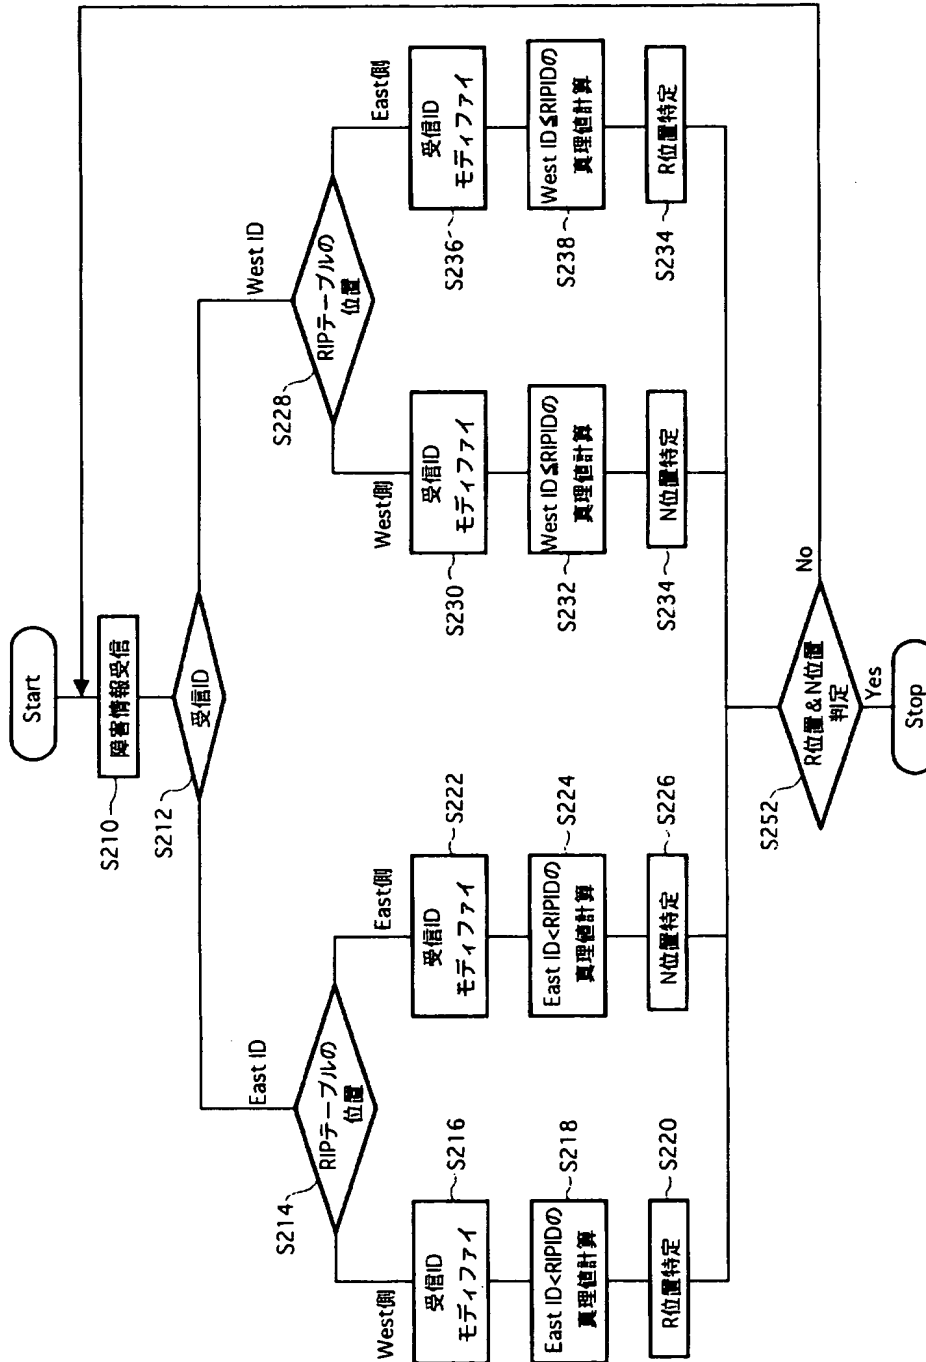 Start
S210
障害情報受信
S212
受信ID
East ID
West ID
S214
RIPテーブルの
位置
S228
RIPテーブルの
位置
West側
East側
West側
East側
受信ID
モディファイ
S216
受信ID
モディファイ
S222
S230
受信ID
モディファイ
S236
受信ID
モディファイ
East ID<RIPIDの
真理値計算
S218
East ID<RIPIDの
真理値計算
S224
S232
West ID≦RIPIDの
真理値計算
S238
West ID≦RIPIDの
真理値計算
R位置特定
S220
N位置特定
S226
S234
N位置特定
S234
R位置特定
S252
R位置&N位置
判定
No
Yes
Stop